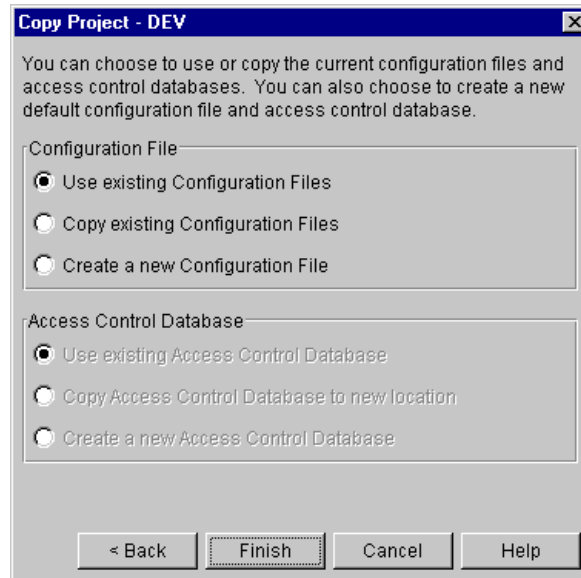 Copy Project - DEV
You can choose to use or copy the current configuration files and
access control databases. You can also choose to create a new
default configuration file and access control database.
Configuration File
Use existing Configuration Files
Copy existing Configuration Files
Create a new Configuration File
Access Control Database
Use existing Access Control Database
Copy Access Control Database to new location
Create a new Access Control Database
< Back Finish Cancel Help